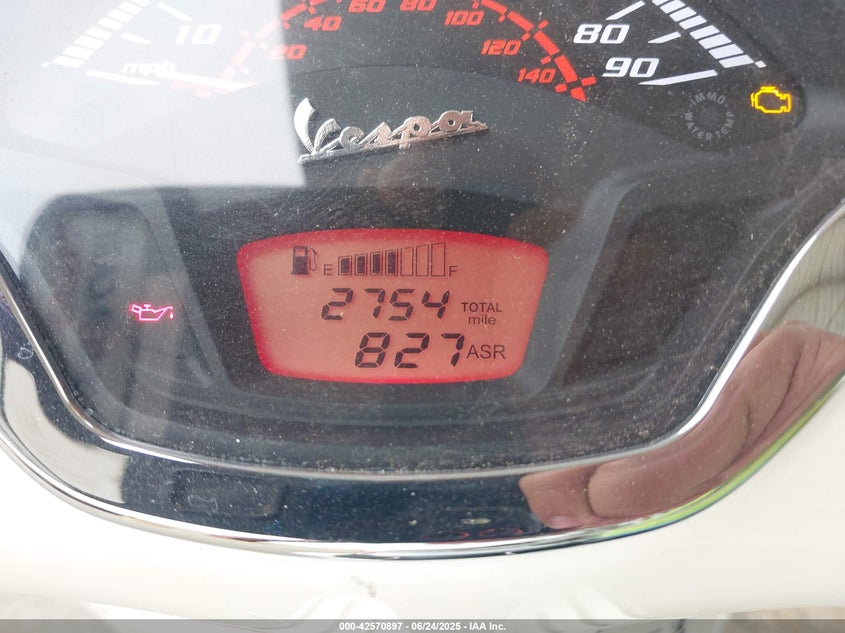 10 20 40 60 80 100 120 140 80 90
mph
Vespa
IMMO
WATER TEMP
E F
2754 TOTAL mile
827 ASR
000-42570897 - 06/24/2025 - IAA Inc.